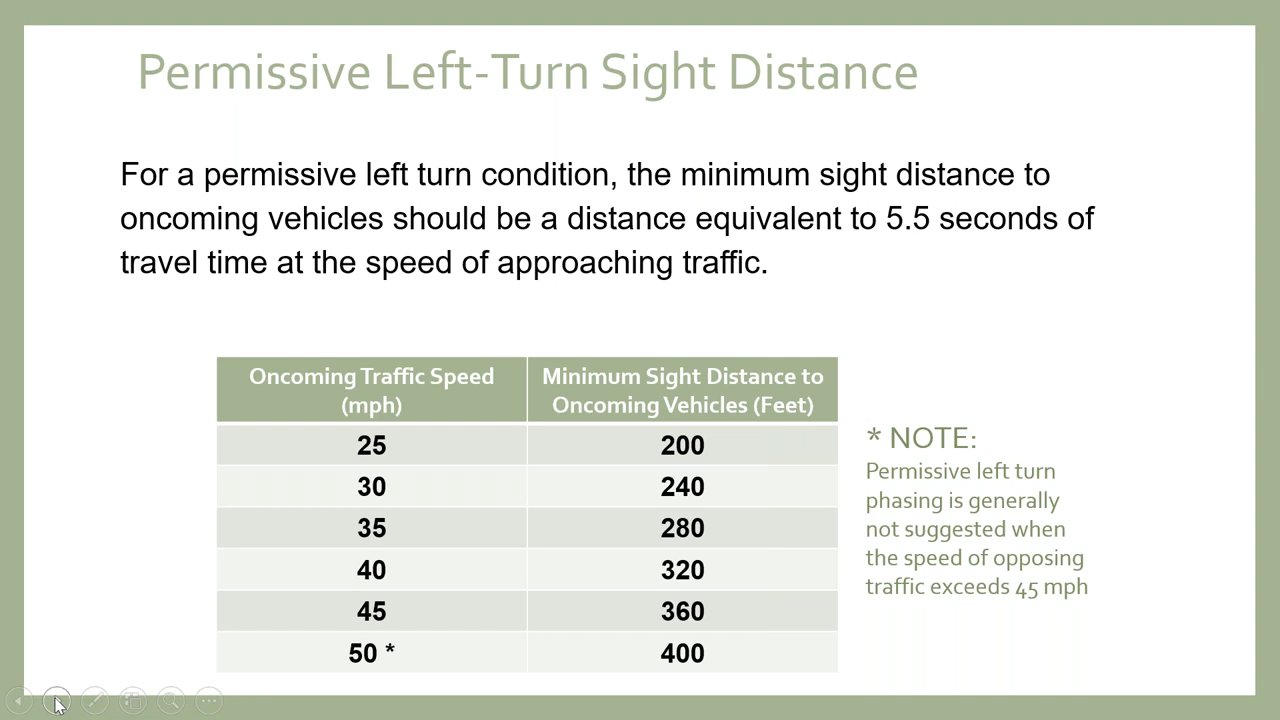 Permissive Left-Turn Sight Distance
For a permissive left turn condition, the minimum sight distance to
oncoming vehicles should be a distance equivalent to 5.5 seconds of
travel time at the speed of approaching traffic.
Oncoming Traffic Speed
(mph)
Minimum Sight Distance to
Oncoming Vehicles (Feet)
25 200
30 240
35 280
40 320
45 360
50 * 400
* NOTE:
Permissive left turn
phasing is generally
not suggested when
the speed of opposing
traffic exceeds 45 mph